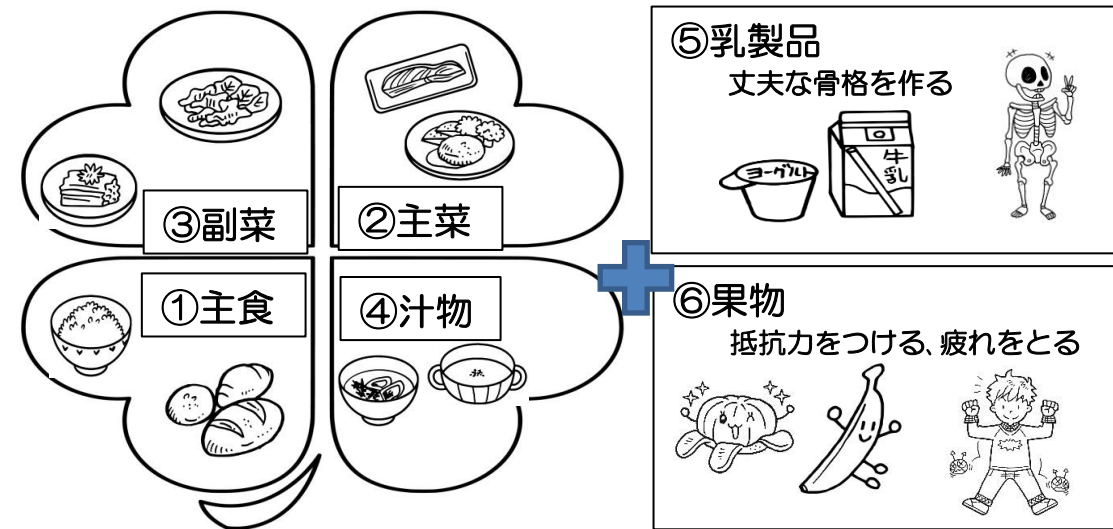 ①主食
②主菜
③副菜
④汁物
⑤乳製品
丈夫な骨格を作る
ヨーグルト
牛乳
⑥果物
抵抗力をつける、疲れをとる